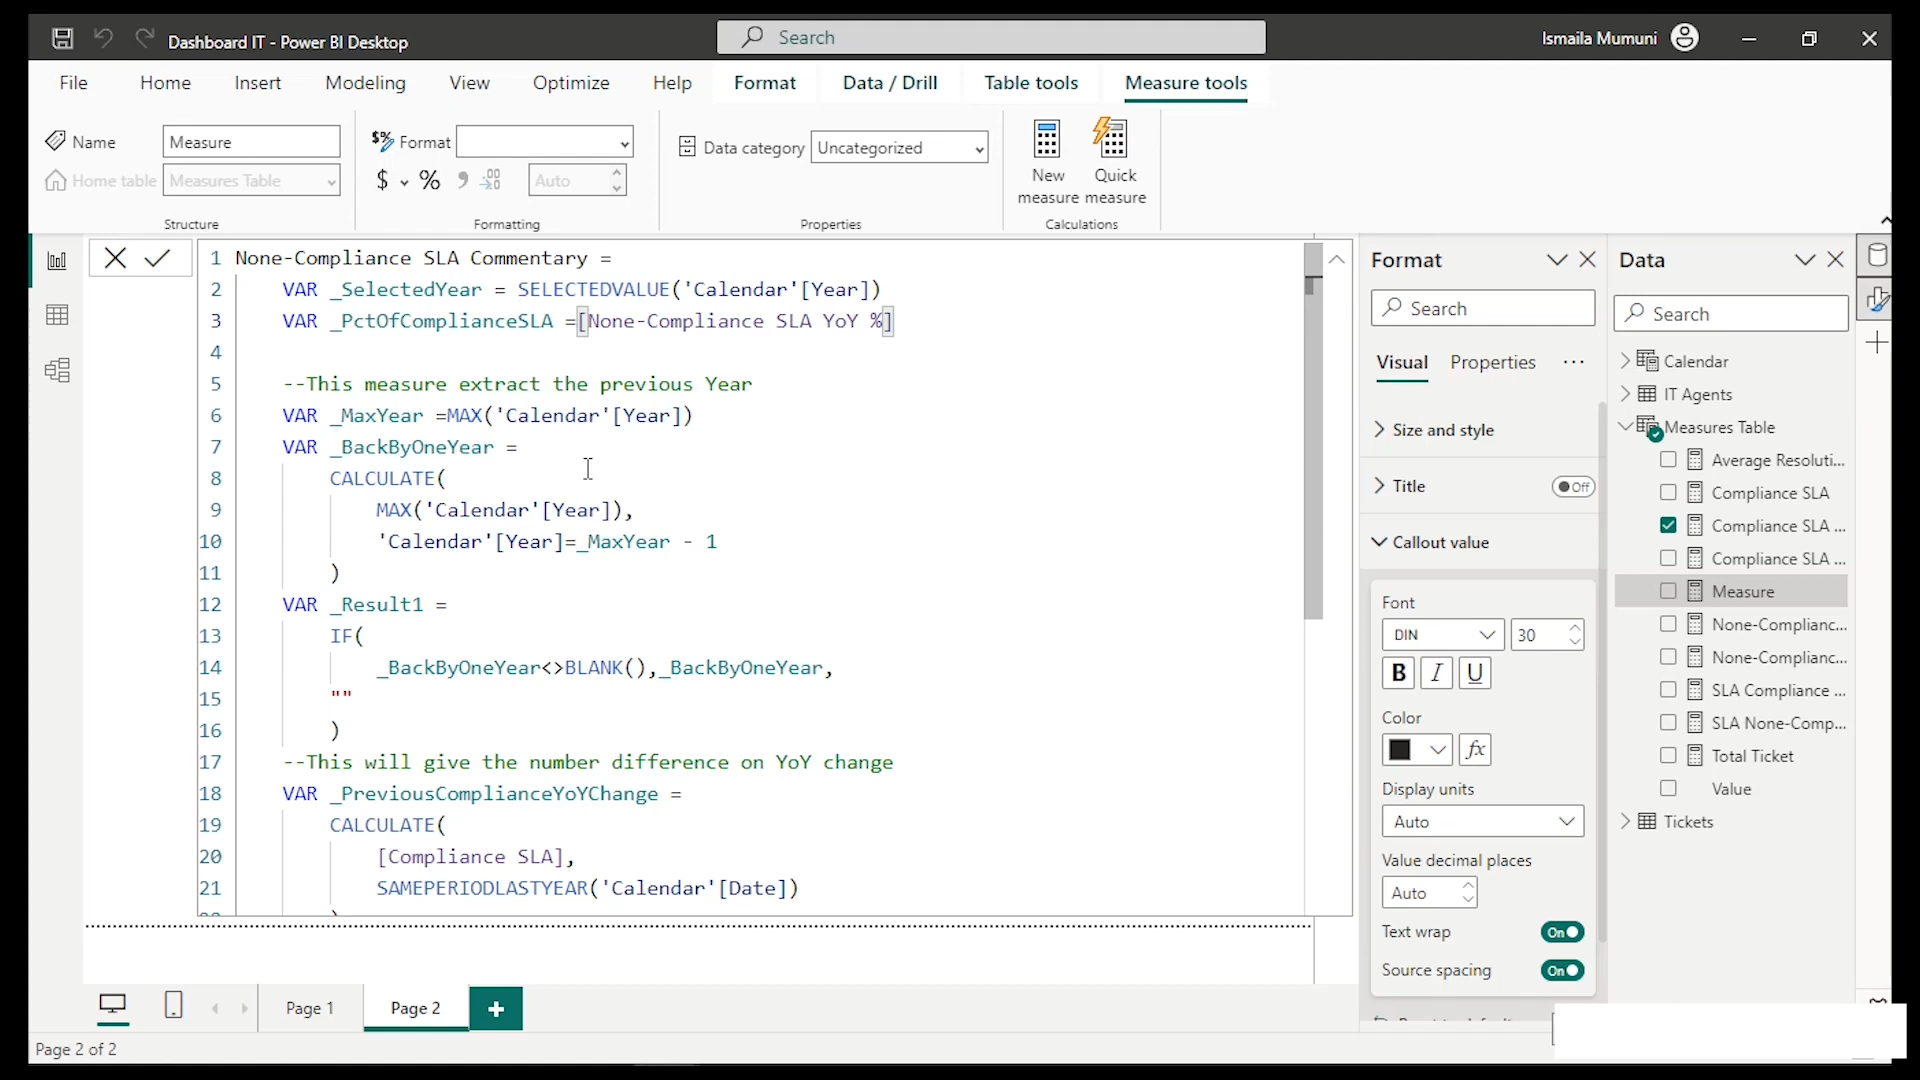 Dashboard IT - Power BI Desktop
Search
Ismaila Mumuni
File Home Insert Modeling View Optimize Help Format Data / Drill Table tools Measure tools
Name Measure
$% Format
Data category Uncategorized
Home table Measures Table
$ % Auto
New measure
Quick measure
Structure Formatting Properties Calculations
1 None-Compliance SLA Commentary =
2 VAR _SelectedYear = SELECTEDVALUE('Calendar'[Year])
3 VAR _PctOfComplianceSLA =[None-Compliance SLA YoY %]
4
5 --This measure extract the previous Year
6 VAR _MaxYear =MAX('Calendar'[Year])
7 VAR _BackByOneYear =
8 CALCULATE(
9 MAX('Calendar'[Year]),
10 'Calendar'[Year]=_MaxYear - 1
11 )
12 VAR _Result1 =
13 IF(
14 _BackByOneYear<>BLANK(),_BackByOneYear,
15 ""
16 )
17 --This will give the number difference on YoY change
18 VAR _PreviousComplianceYoYChange =
19 CALCULATE(
20 [Compliance SLA],
21 SAMEPERIODLASTYEAR('Calendar'[Date])
Format
Search
Visual Properties ...
Size and style
Title Off
Callout value
Font
DIN 30
B I U
Color
fx
Display units
Auto
Value decimal places
Auto
Text wrap On
Source spacing On
Data
Search
Calendar
IT Agents
Measures Table
Average Resoluti...
Compliance SLA
Compliance SLA ...
Compliance SLA ...
Measure
None-Complianc...
None-Complianc...
SLA Compliance ...
SLA None-Comp...
Total Ticket
Value
Tickets
Page 1 Page 2 +
Page 2 of 2